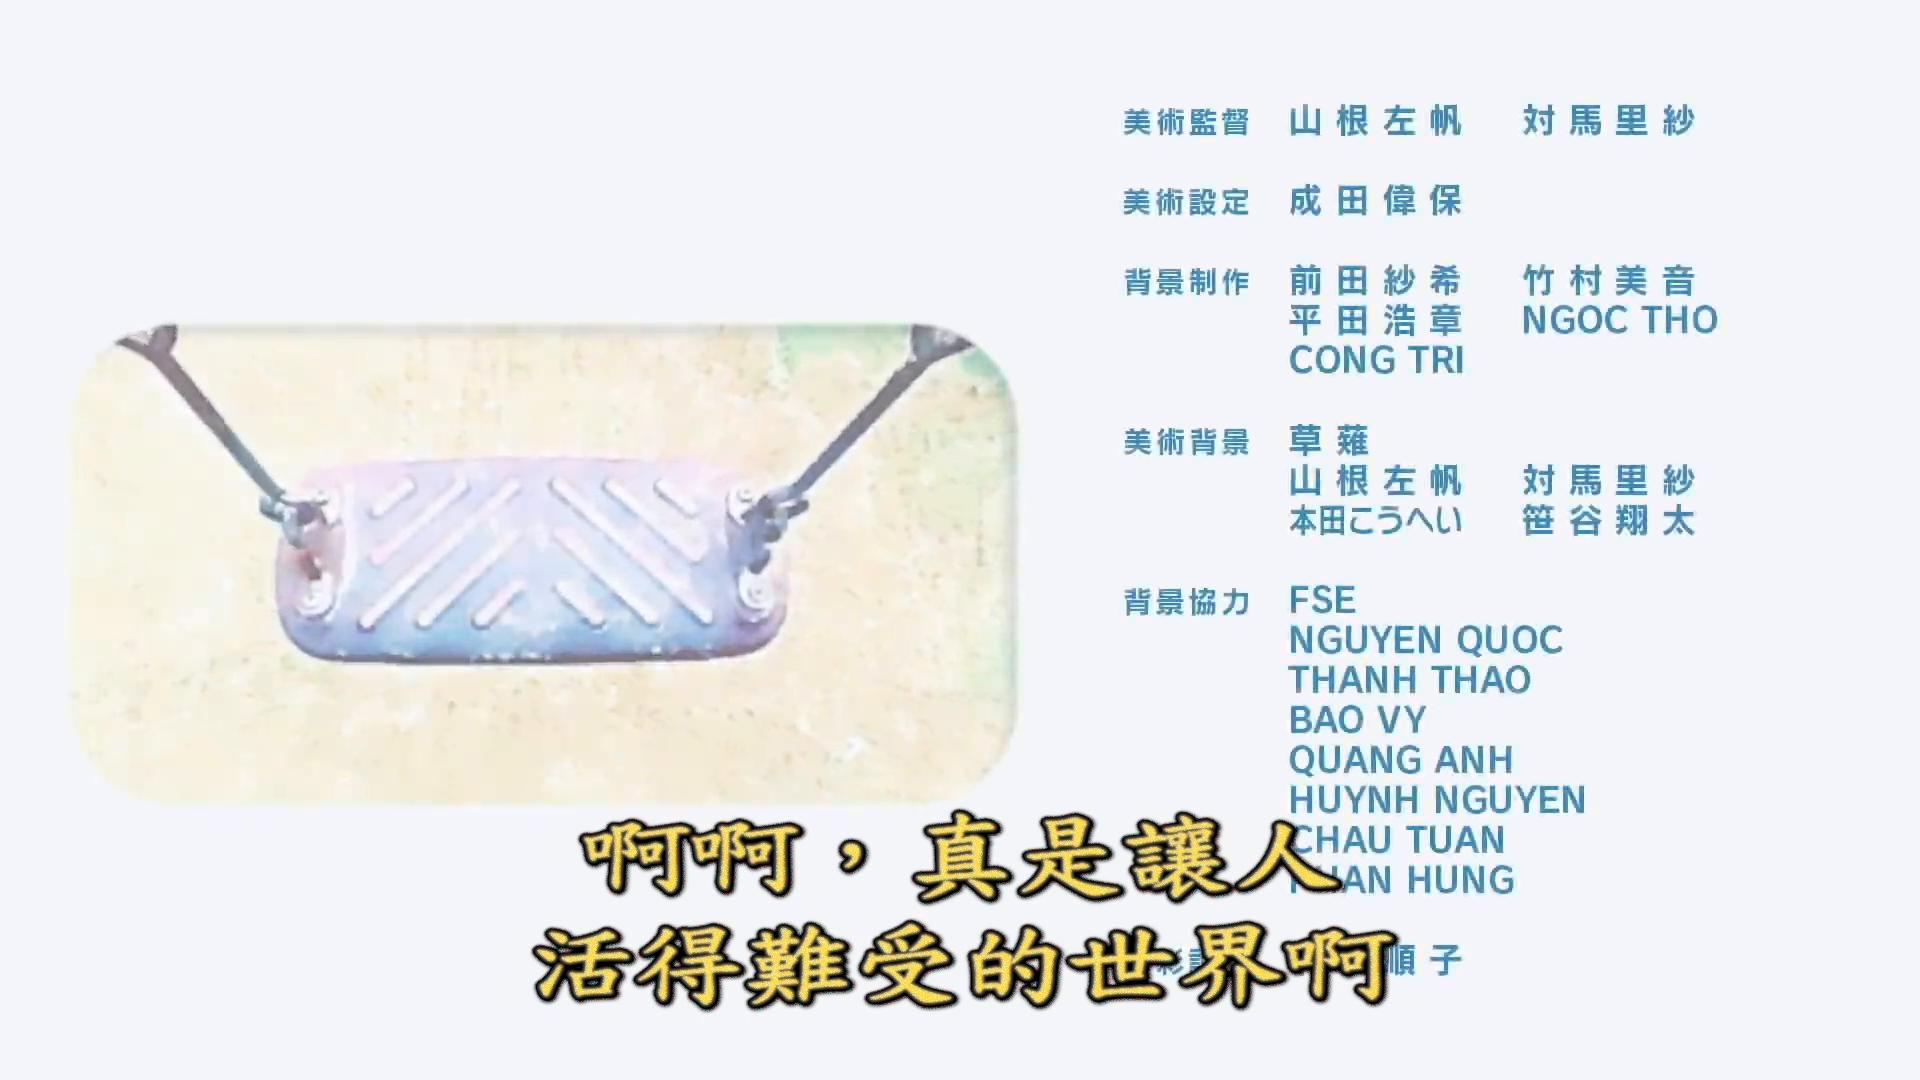 美術監督 山根左帆 対馬里紗
美術設定 成田偉保
背景制作 前田紗希 竹村美音
平田浩章 NGOC THO
CONG TRI
美術背景 草薙
山根左帆 対馬里紗
本田こうへい 笹谷翔太
背景協力 FSE
NGUYEN QUOC
THANH THAO
BAO VY
QUANG ANH
HUYNH NGUYEN
CHAU TUAN
HUNG
順子
啊啊，真是讓人
活得難受的世界啊